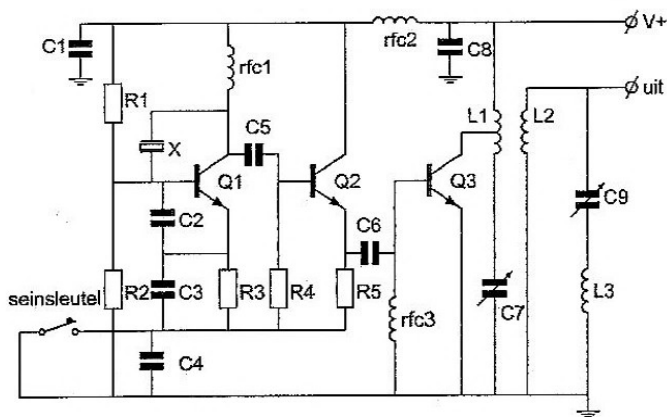 C1
rfc2
V+
C8
rfc1
uit
R1
C5
L1
L2
X
Q1
Q2
Q3
C2
C6
C9
seinsleutel
R2
C3
R3
R4
R5
rfc3
C7
L3
C4